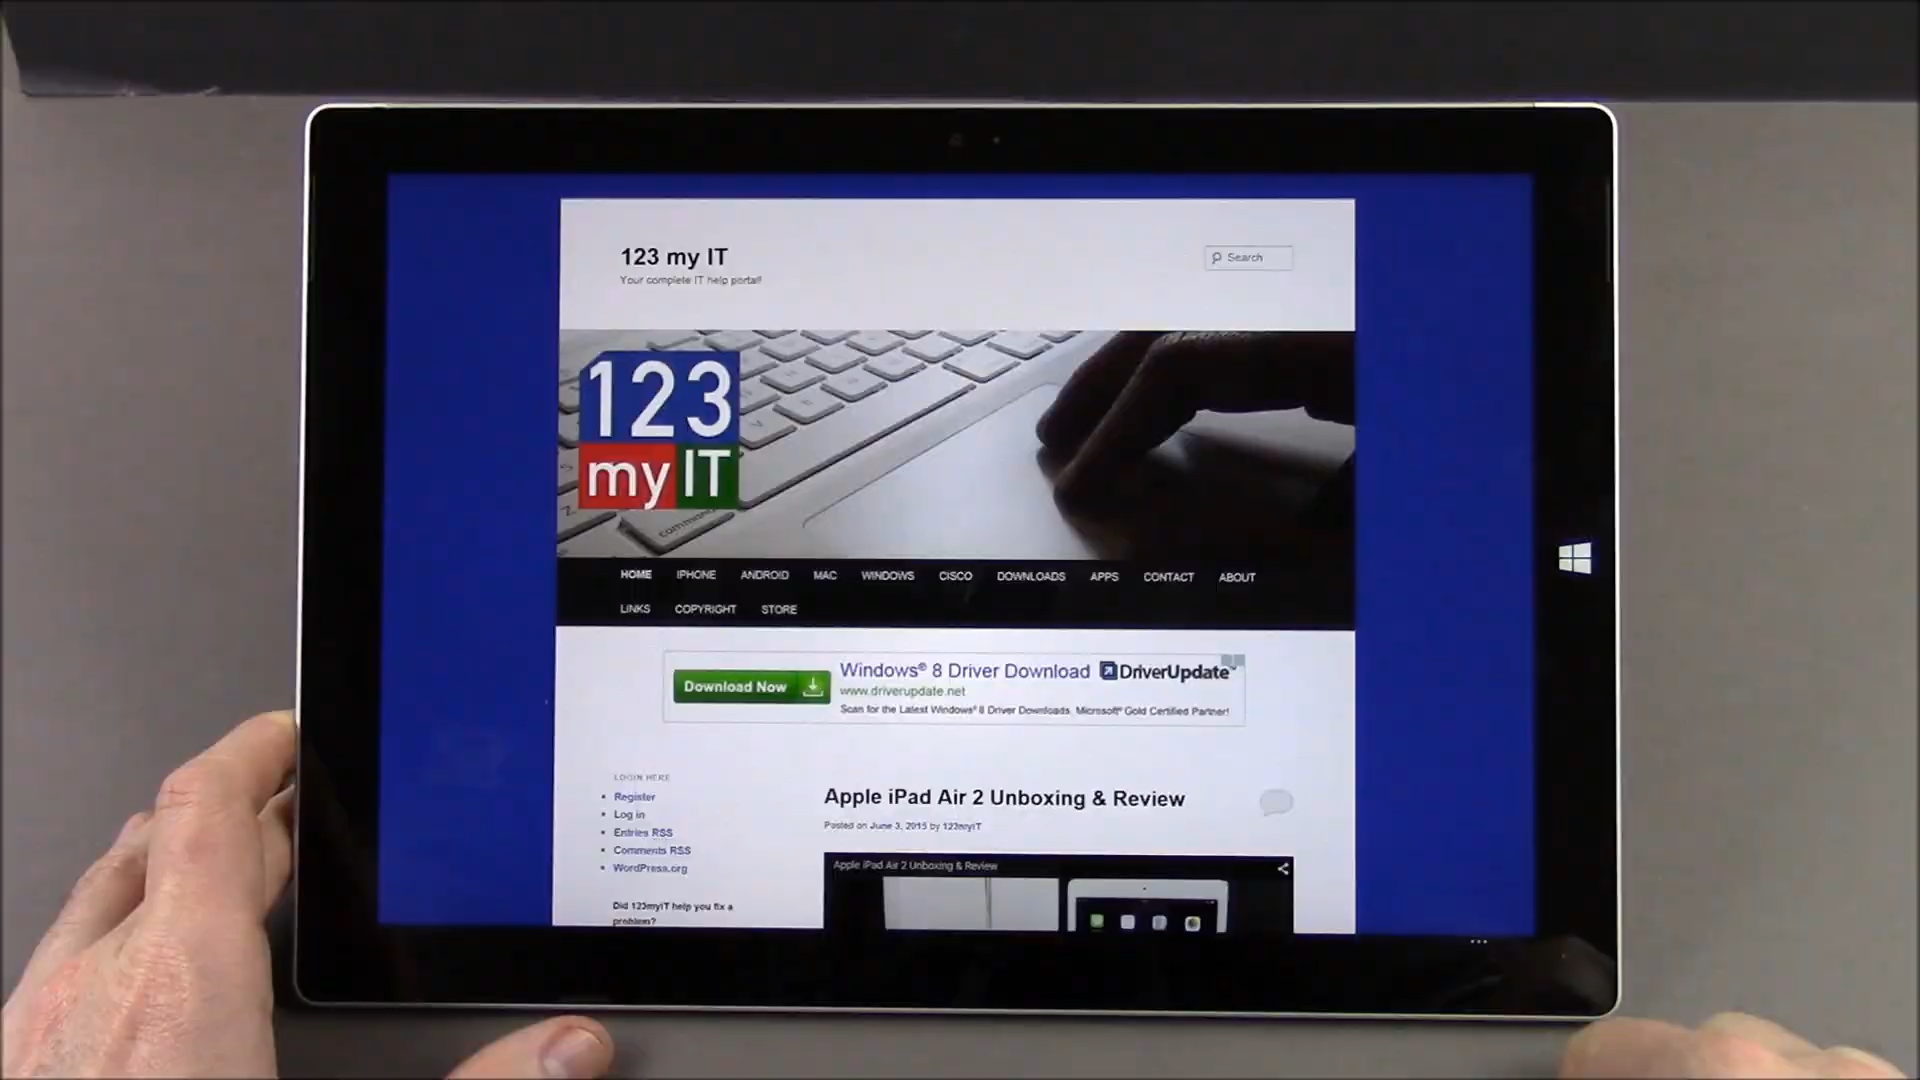 123 my IT
Search
Your complete IT help portal!
123
my IT
command
HOME IPHONE ANDROID MAC WINDOWS CISCO DOWNLOADS APPS CONTACT ABOUT
LINKS COPYRIGHT STORE
Download Now
Windows® 8 Driver Download
DriverUpdate
www.driverupdate.net
Scan for the Latest Windows® 8 Driver Downloads. Microsoft® Gold Certified Partner!
LOGIN HERE
Register
Log in
Entries RSS
Comments RSS
WordPress.org
Did 123myIT help you fix a
problem?
Apple iPad Air 2 Unboxing & Review
Posted on June 3, 2015 by 123myIT
Apple iPad Air 2 Unboxing & Review